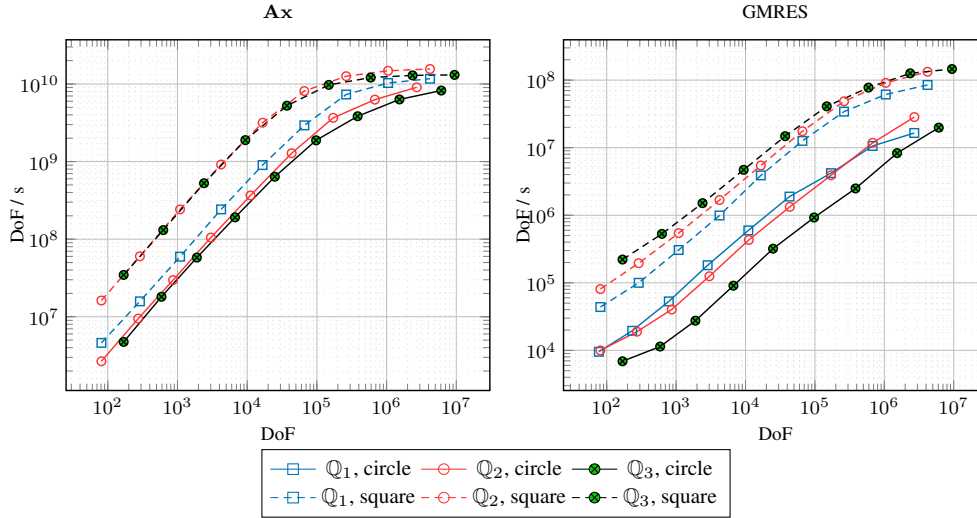 Ax
10^10
10^9
10^8
10^7
DoF / s
10^2 10^3 10^4 10^5 10^6 10^7
DoF
GMRES
10^8
10^7
10^6
10^5
10^4
DoF / s
10^2 10^3 10^4 10^5 10^6 10^7
DoF
ℚ₁, circle ℚ₂, circle ℚ₃, circle
ℚ₁, square ℚ₂, square ℚ₃, square